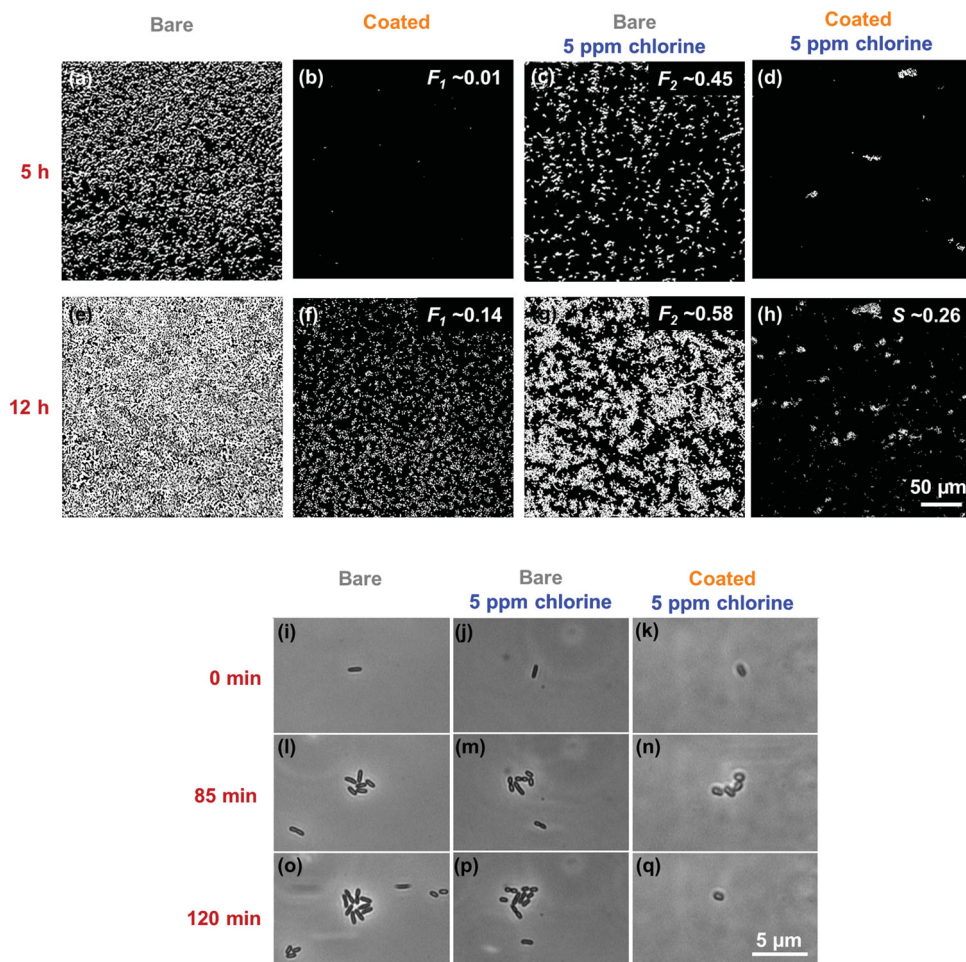 Bare
Coated
Bare
5 ppm chlorine
Coated
5 ppm chlorine
5 h
(a)
(b)
F₁ ~0.01
(c)
F₂ ~0.45
(d)
12 h
(e)
(f)
F₁ ~0.14
(g)
F₂ ~0.58
(h)
S ~0.26
50 µm
Bare
Bare
5 ppm chlorine
Coated
5 ppm chlorine
0 min
(i)
(j)
(k)
85 min
(l)
(m)
(n)
120 min
(o)
(p)
(q)
5 µm